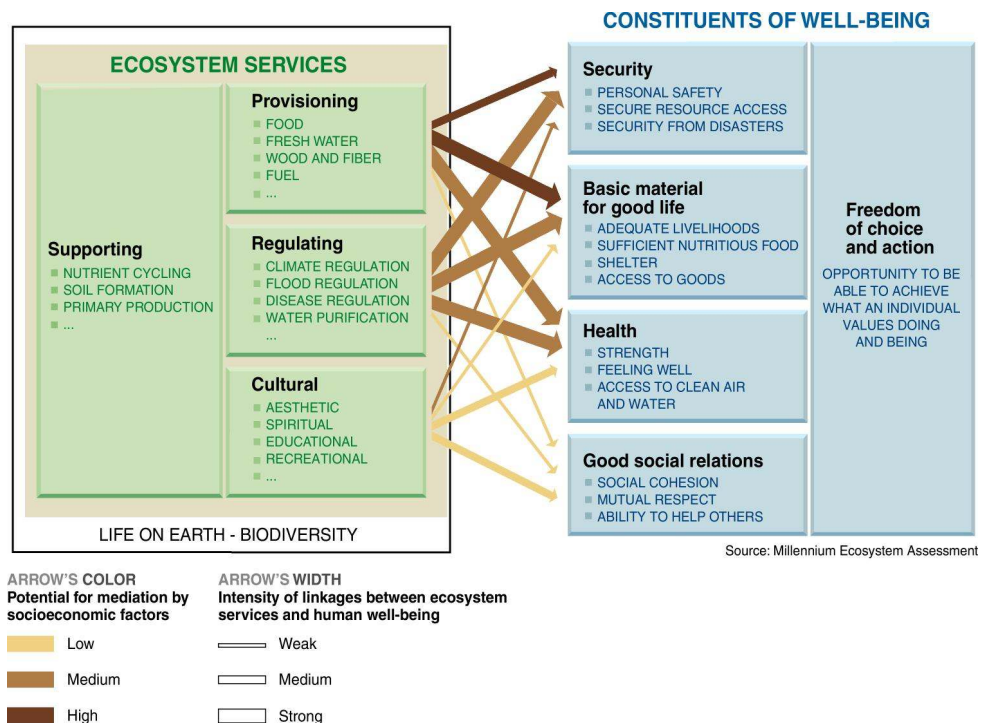 CONSTITUENTS OF WELL-BEING
ECOSYSTEM SERVICES
Supporting
NUTRIENT CYCLING
SOIL FORMATION
PRIMARY PRODUCTION
...
Provisioning
FOOD
FRESH WATER
WOOD AND FIBER
FUEL
...
Regulating
CLIMATE REGULATION
FLOOD REGULATION
DISEASE REGULATION
WATER PURIFICATION
...
Cultural
AESTHETIC
SPIRITUAL
EDUCATIONAL
RECREATIONAL
...
LIFE ON EARTH - BIODIVERSITY
Security
PERSONAL SAFETY
SECURE RESOURCE ACCESS
SECURITY FROM DISASTERS
Basic material
for good life
ADEQUATE LIVELIHOODS
SUFFICIENT NUTRITIOUS FOOD
SHELTER
ACCESS TO GOODS
Health
STRENGTH
FEELING WELL
ACCESS TO CLEAN AIR
AND WATER
Good social relations
SOCIAL COHESION
MUTUAL RESPECT
ABILITY TO HELP OTHERS
Freedom
of choice
and action
OPPORTUNITY TO BE
ABLE TO ACHIEVE
WHAT AN INDIVIDUAL
VALUES DOING
AND BEING
Source: Millennium Ecosystem Assessment
ARROW'S COLOR
Potential for mediation by
socioeconomic factors
Low
Medium
High
ARROW'S WIDTH
Intensity of linkages between ecosystem
services and human well-being
Weak
Medium
Strong